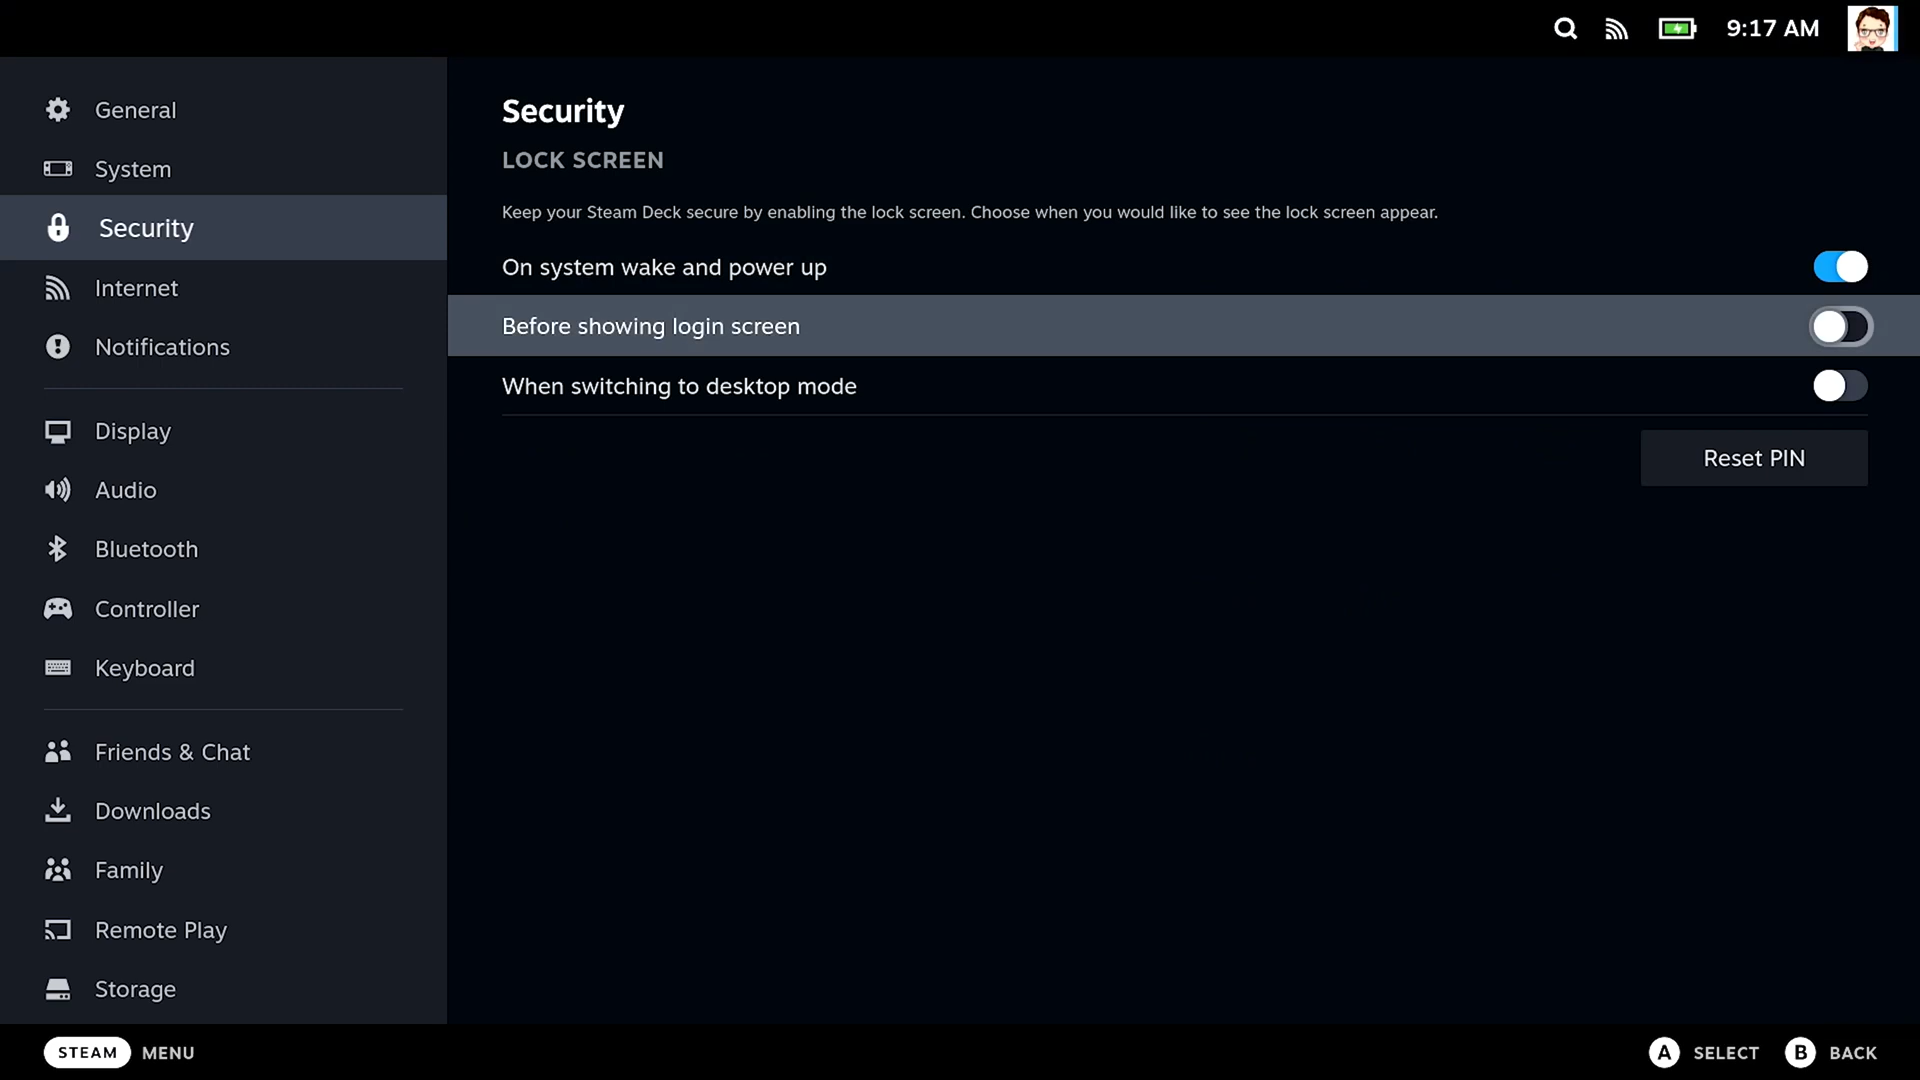 9:17 AM
General
System
Security
Internet
Notifications
Display
Audio
Bluetooth
Controller
Keyboard
Friends & Chat
Downloads
Family
Remote Play
Storage
Security
LOCK SCREEN
Keep your Steam Deck secure by enabling the lock screen. Choose when you would like to see the lock screen appear.
On system wake and power up
Before showing login screen
When switching to desktop mode
Reset PIN
STEAM MENU
A SELECT B BACK